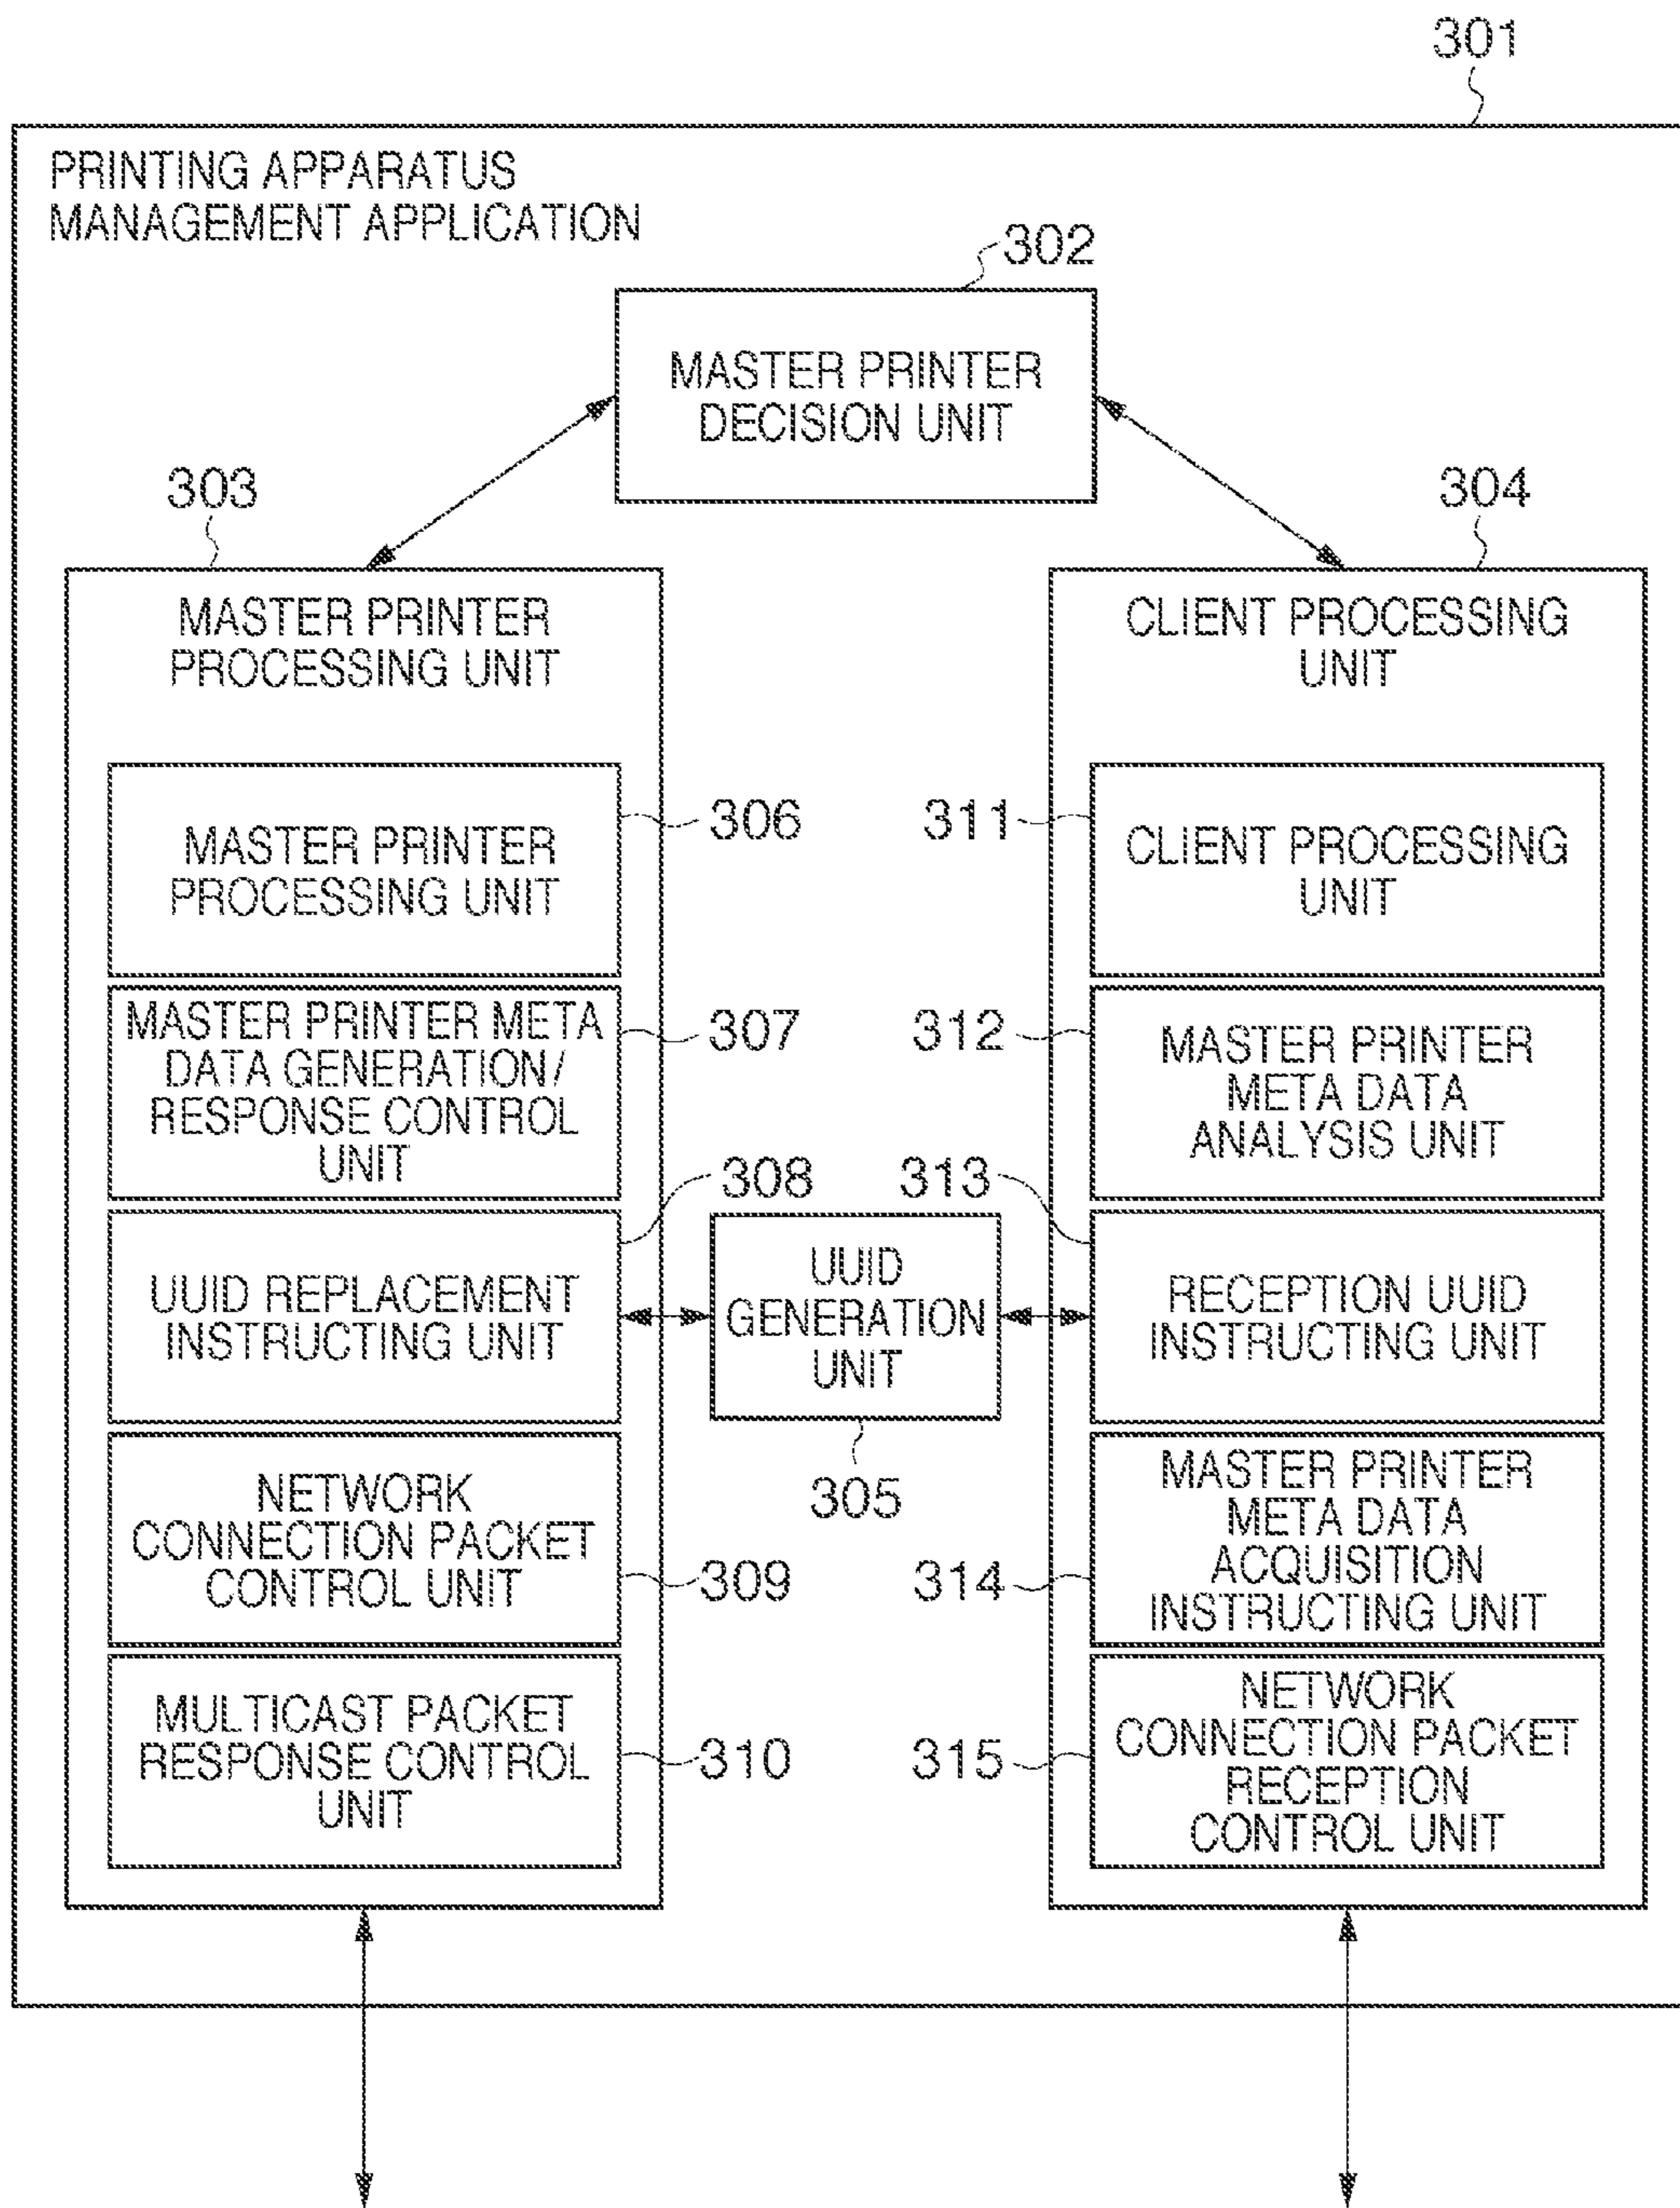 301
PRINTING APPARATUS
MANAGEMENT APPLICATION
302
MASTER PRINTER
DECISION UNIT
303
304
MASTER PRINTER
PROCESSING UNIT
CLIENT PROCESSING
UNIT
306
MASTER PRINTER
PROCESSING UNIT
311
CLIENT PROCESSING
UNIT
307
MASTER PRINTER META
DATA GENERATION/
RESPONSE CONTROL
UNIT
312
MASTER PRINTER
META DATA
ANALYSIS UNIT
308
UUID REPLACEMENT
INSTRUCTING UNIT
UUID
GENERATION
UNIT
305
313
RECEPTION UUID
INSTRUCTING UNIT
NETWORK
CONNECTION PACKET
CONTROL UNIT
309
314
MASTER PRINTER
META DATA
ACQUISITION
INSTRUCTING UNIT
MULTICAST PACKET
RESPONSE CONTROL
UNIT
310
315
NETWORK
CONNECTION PACKET
RECEPTION
CONTROL UNIT